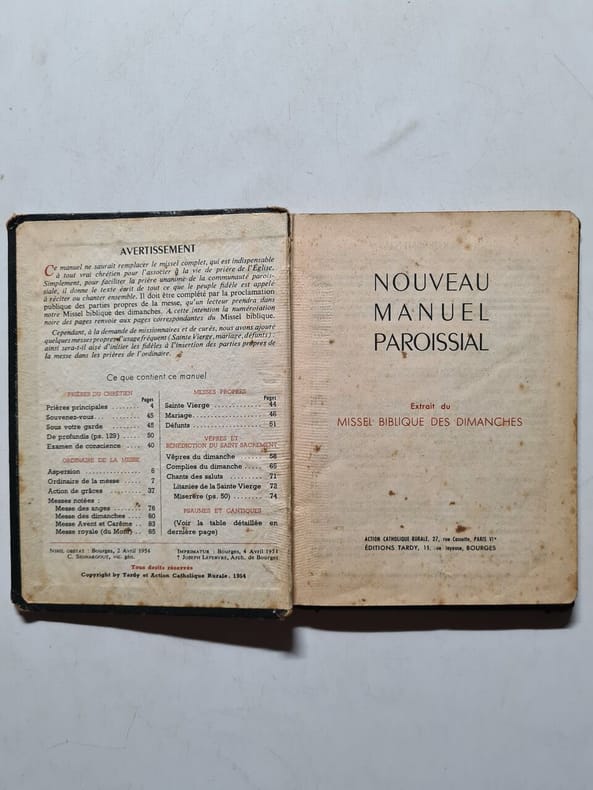 AVERTISSEMENT
Ce manuel ne saurait remplacer le missel complet, qui est indispensable
à tout vrai chrétien pour l'associer à la vie de prière de l'Église.
Simplement, pour faciliter la prière unanime de la communauté parois-
siale, il donne le texte écrit de tout ce que le peuple fidèle est appelé
à réciter ou chanter ensemble. Il doit être complété par la proclamation
publique des parties propres de la messe, qu'un lecteur prendra dans
notre Missel biblique des dimanches. A cette intention la numérotation
noire des pages renvoie aux pages correspondantes du Missel biblique.
Cependant, à la demande de missionnaires et de curés, nous avons ajouté
quelques messes propres d'usage fréquent (Sainte Vierge, mariage, défunts) :
ainsi sera-t-il aisé d'initier les fidèles à l'insertion des parties propres de
la messe dans les prières de l'ordinaire.
Ce que contient ce manuel
PRIÈRES DU CHRÉTIEN
Pages
Prières principales ........ 4
Souvenez-vous ........ 45
Sous votre garde ........ 45
De profundis (ps. 129) ..... 50
Examen de conscience .... 40
ORDINAIRE DE LA MESSE
Aspersion ........ 6
Ordinaire de la messe ..... 7
Action de grâces ........ 37
Messes notées :
Messe des anges ........ 76
Messe des dimanches .... 80
Messe Avent et Carême .. 83
Messe royale (du Mont) .. 85
MESSES PROPRES
Pages
Sainte Vierge ........ 44
Mariage ........ 46
Défunts ........ 51
VÊPRES ET
BÉNÉDICTION DU SAINT SACREMENT
Vêpres du dimanche ..... 58
Complies du dimanche .... 65
Chants des saluts ........ 71
Litanies de la Sainte Vierge 72
Miserere (ps. 50) ........ 74
PSAUMES ET CANTIQUES
(Voir la table détaillée en
dernière page)
NIHIL OBSTAT : Bourges, 2 Avril 1954
vic. gén.
IMPRIMATUR : Bourges, 4 Avril 1954
† JOSEPH LEFEBVRE, Arch. de Bourges
Tous droits réservés
Copyright by Tardy et Action Catholique Rurale. 1954
NOUVEAU
MANUEL
PAROISSIAL
Extrait du
MISSEL BIBLIQUE DES DIMANCHES
ACTION CATHOLIQUE RURALE, 27, rue Cassette, PARIS VIe
ÉDITIONS TARDY, 15, rue Joyeuse, BOURGES